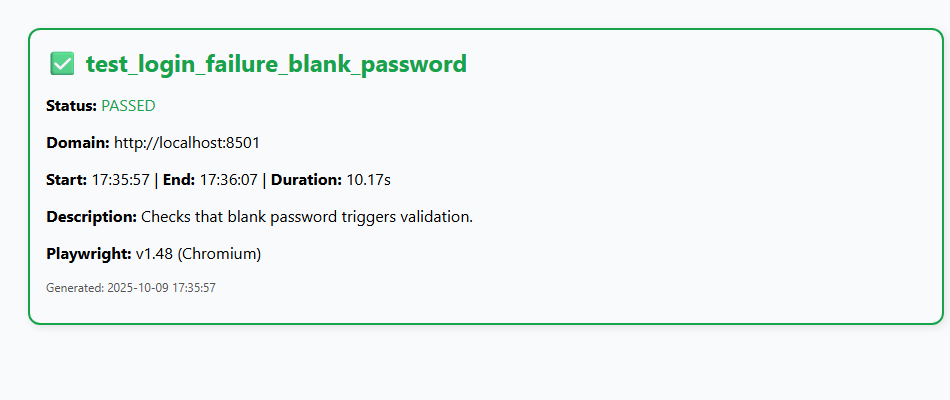 test_login_failure_blank_password
Status: PASSED
Domain: http://localhost:8501
Start: 17:35:57 | End: 17:36:07 | Duration: 10.17s
Description: Checks that blank password triggers validation.
Playwright: v1.48 (Chromium)
Generated: 2025-10-09 17:35:57